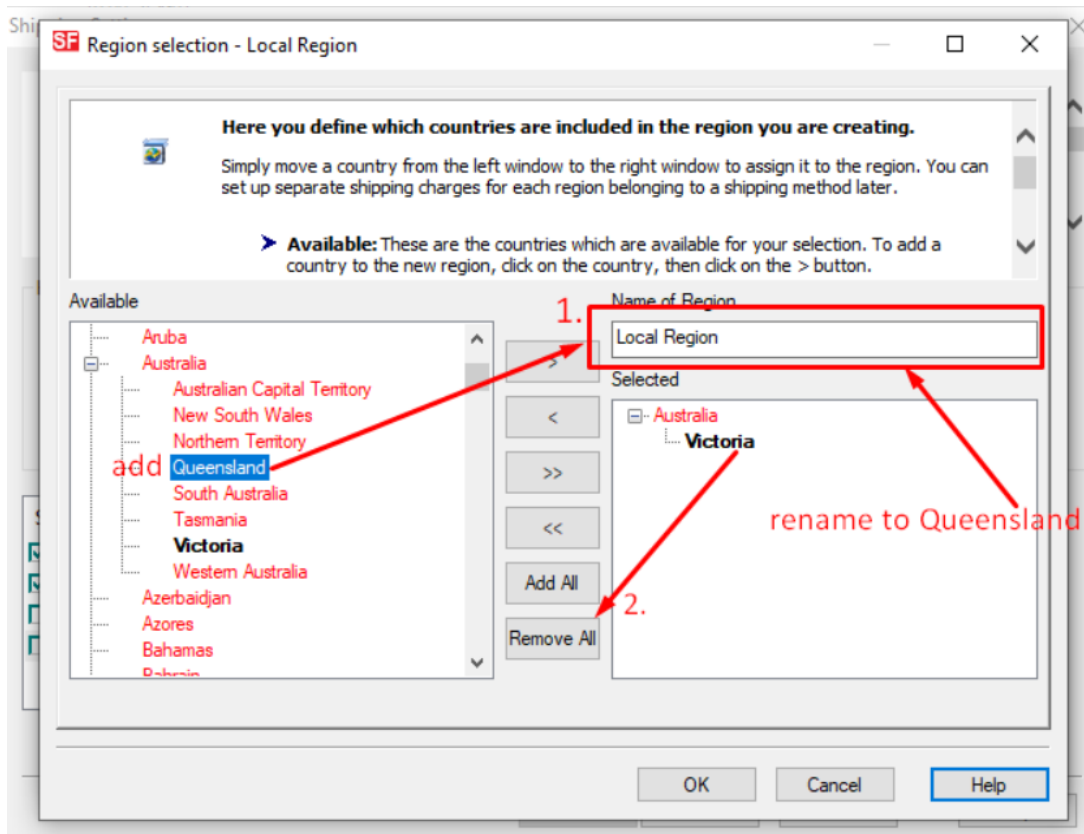 Shi
SF Region selection - Local Region
Here you define which countries are included in the region you are creating.
Simply move a country from the left window to the right window to assign it to the region. You can
set up separate shipping charges for each region belonging to a shipping method later.
Available: These are the countries which are available for your selection. To add a
country to the new region, click on the country, then click on the > button.
Available
Aruba
Australia
Australian Capital Territory
New South Wales
Northern Territory
add Queensland
South Australia
Tasmania
Victoria
Western Australia
Azerbaidjan
Azores
Bahamas
Bahrain
1.
>
<
>>
<<
Add All
2.
Remove All
Name of Region
Local Region
Selected
Australia
Victoria
rename to Queensland
OK
Cancel
Help